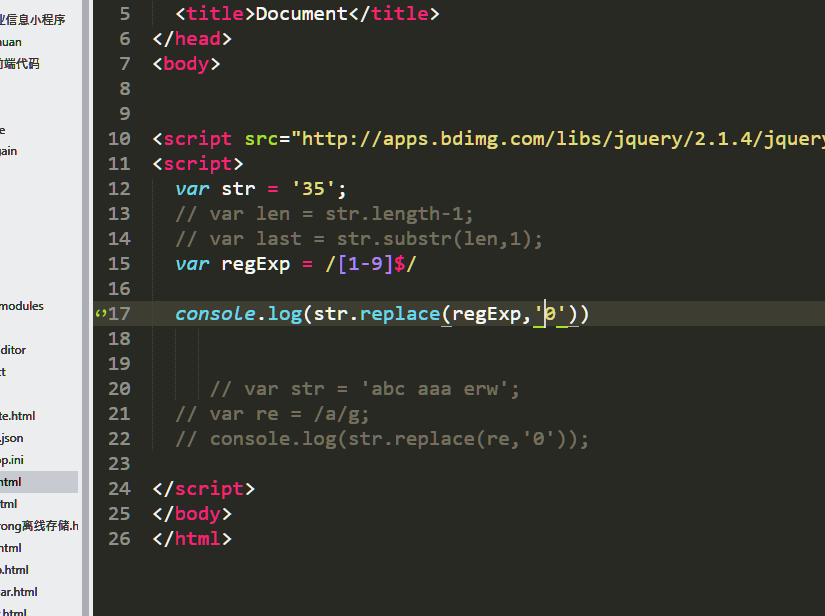 业信息小程序
huan
前端代码
e
gain
modules
ditor
ct
te.html
.json
op.ini
html
tml
rong离线存储.h
html
o.html
ar.html
.html
5 <title>Document</title>
6 </head>
7 <body>
8
9
10 <script src="http://apps.bdimg.com/libs/jquery/2.1.4/jquery
11 <script>
12 var str = '35';
13 // var len = str.length-1;
14 // var last = str.substr(len,1);
15 var regExp = /[1-9]$/
16
17 console.log(str.replace(regExp,'0'))
18
19
20 // var str = 'abc aaa erw';
21 // var re = /a/g;
22 // console.log(str.replace(re,'0'));
23
24 </script>
25 </body>
26 </html>